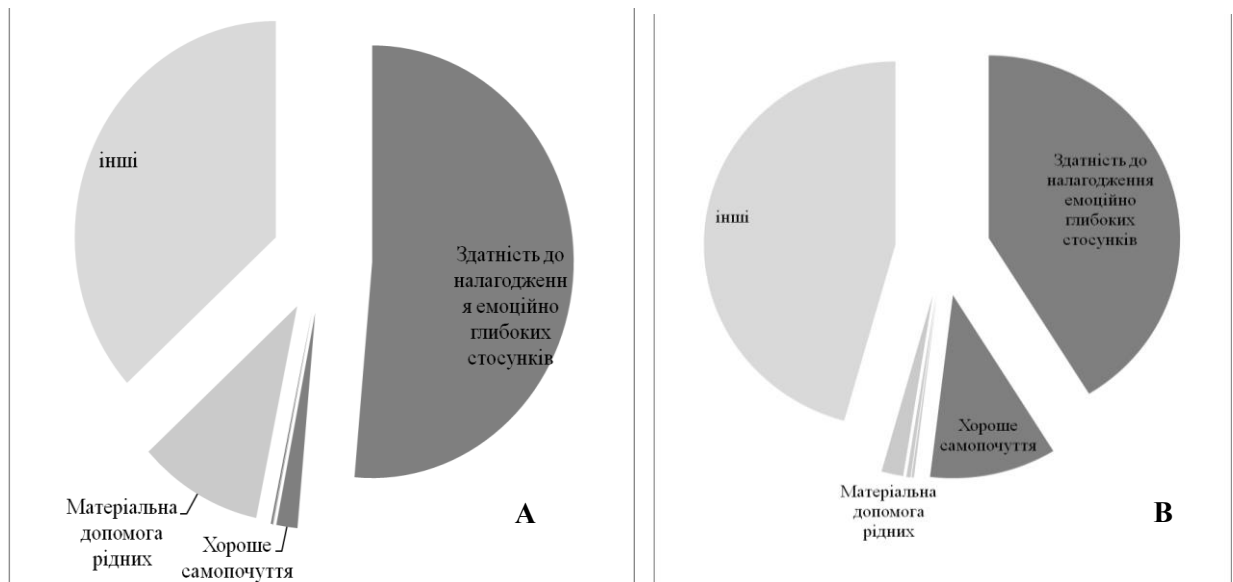 інші
Здатність до
налагодженн
я емоційно
глибоких
стосунків
Матеріальна
допомога
рідних
Хороше
самопочуття
А
Здатність до
налагодження
емоційно
глибоких
стосунків
інші
Хороше
самопочуття
Матеріальна
допомога
рідних
В